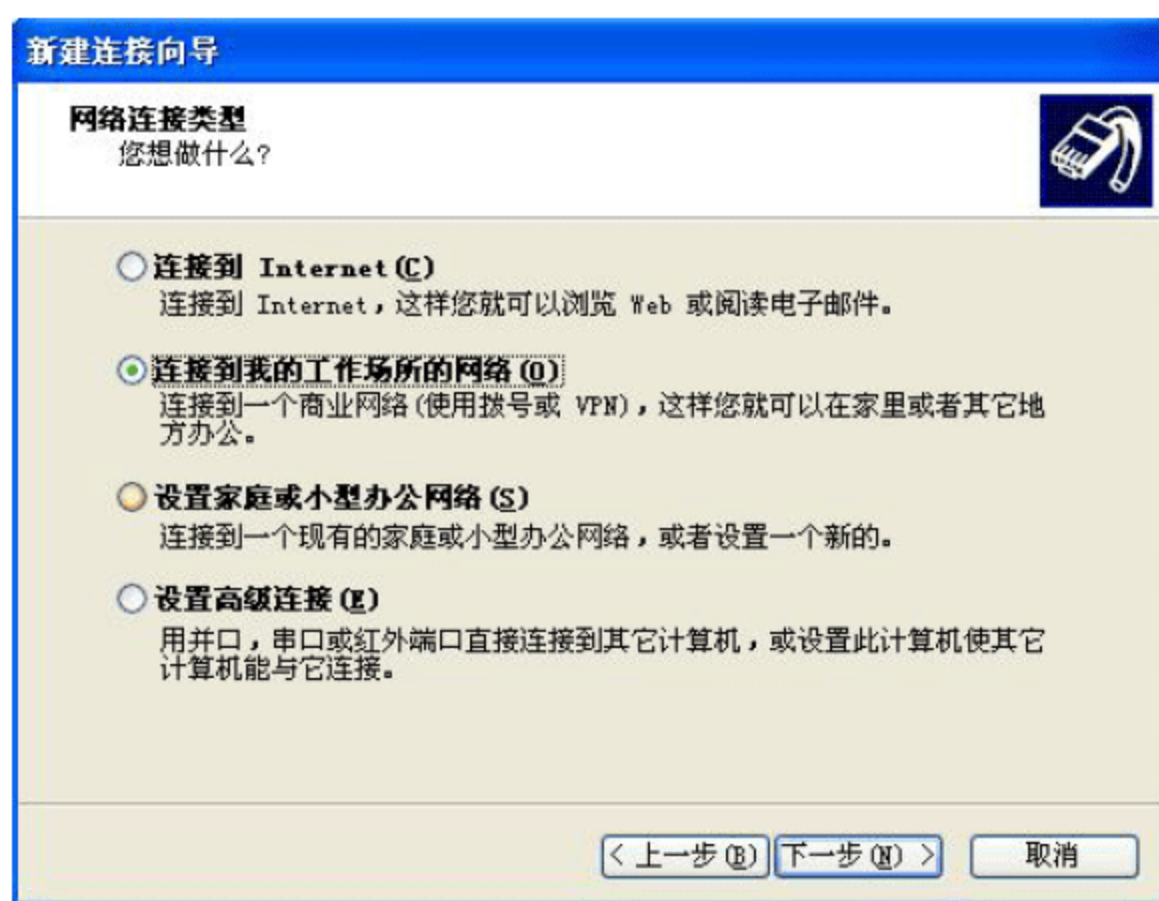 新建连接向导
网络连接类型
您想做什么?
连接到 Internet(C)
连接到 Internet,这样您就可以浏览 Web 或阅读电子邮件。
连接到我的工作场所的网络(O)
连接到一个商业网络(使用拨号或 VPN),这样您就可以在家里或者其它地
方办公。
设置家庭或小型办公网络(S)
连接到一个现有的家庭或小型办公网络,或者设置一个新的。
设置高级连接(E)
用并口,串口或红外端口直接连接到其它计算机,或设置此计算机使其它
计算机能与它连接。
< 上一步(B) 下一步(N) > 取消